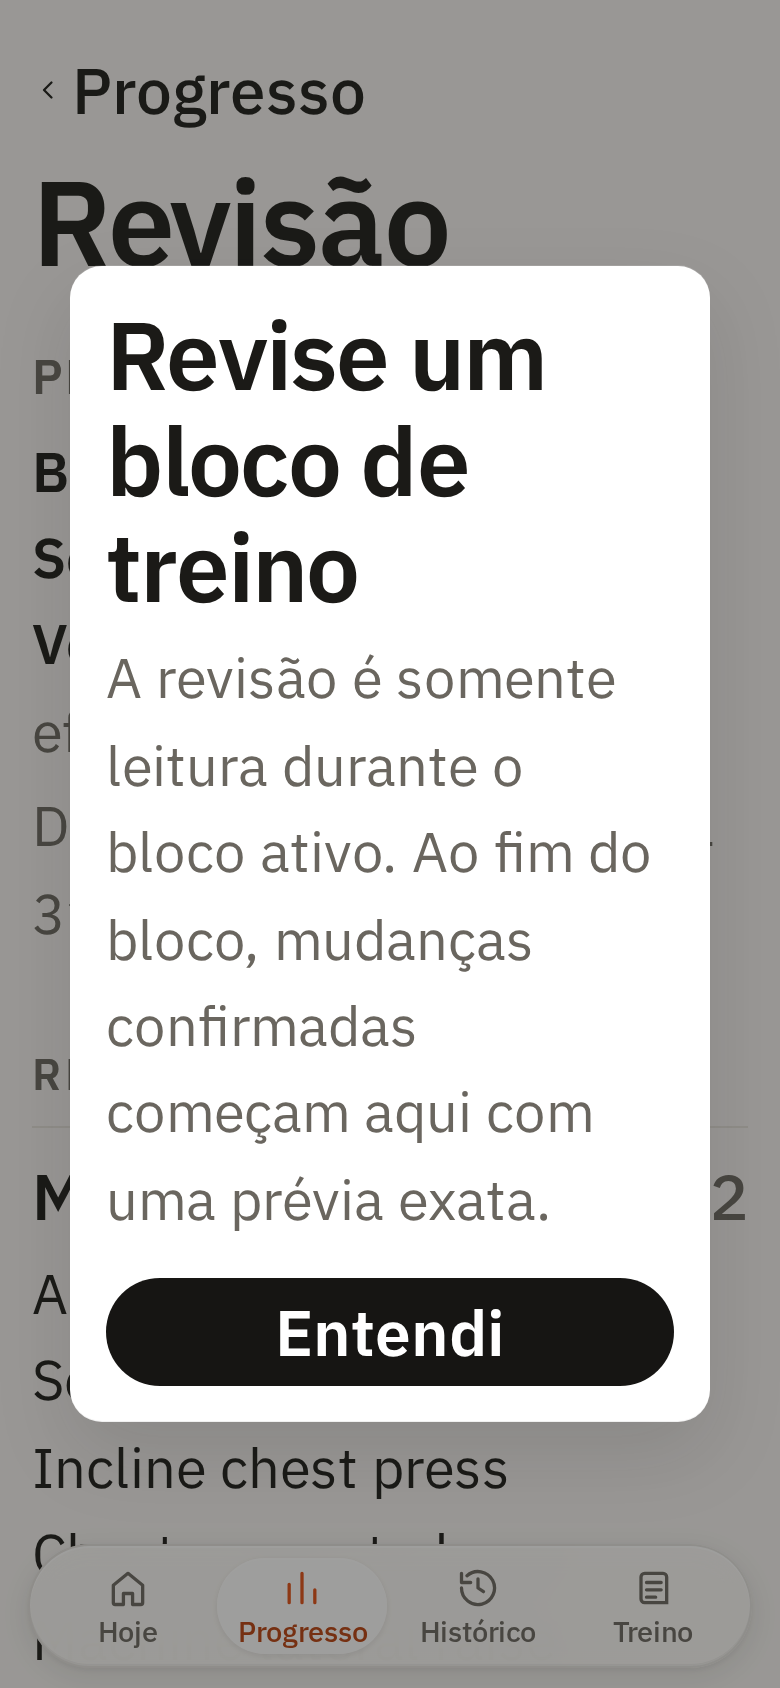 Progresso
Revisão
Revise um
bloco de
treino
A revisão é somente
leitura durante o
bloco ativo. Ao fim do
bloco, mudanças
confirmadas
começam aqui com
uma prévia exata.
Entendi
2
Incline chest press
Hoje
Progresso
Histórico
Treino